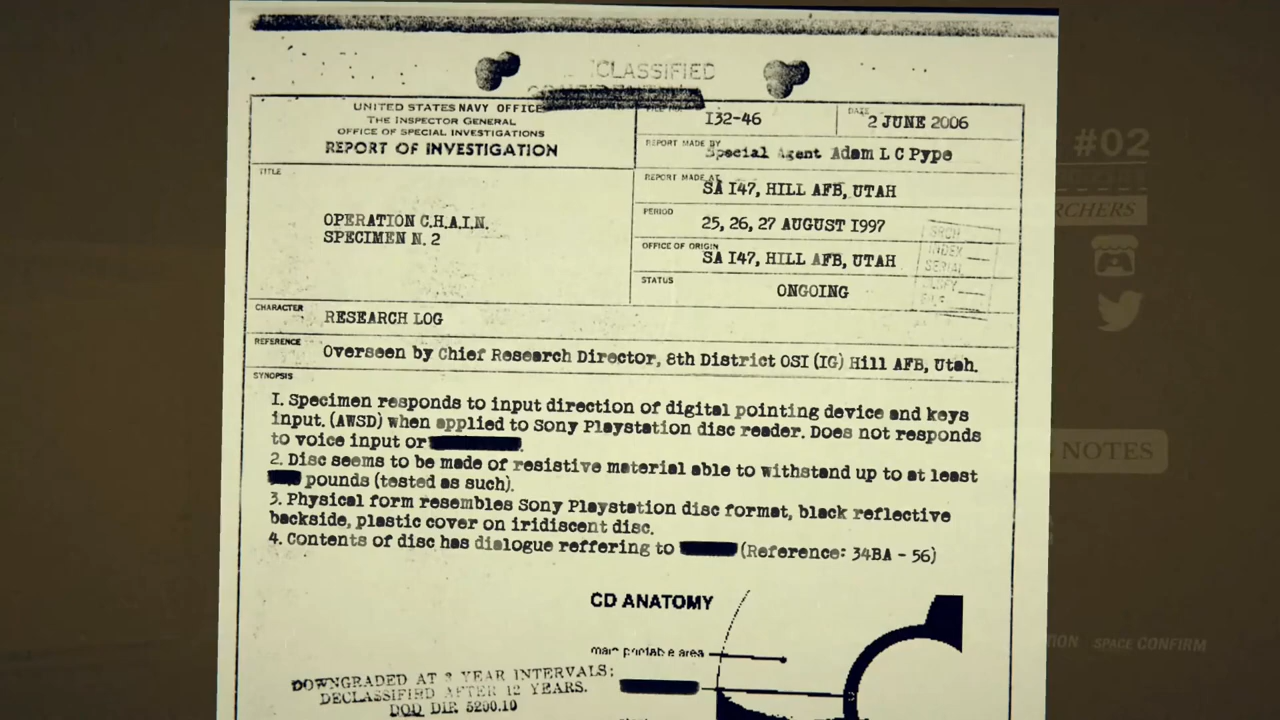 CLASSIFIED
UNITED STATES NAVY OFFICE
THE INSPECTOR GENERAL
OFFICE OF SPECIAL INVESTIGATIONS
REPORT OF INVESTIGATION
I32-46
DATE
2 JUNE 2006
REPORT MADE BY
Special Agent Adam L C Pype
REPORT MADE AT
SA I47, HILL AFB, UTAH
PERIOD
25, 26, 27 AUGUST I997
OFFICE OF ORIGIN
SA I47, HILL AFB, UTAH
STATUS
ONGOING
INDEX
SERIAL
TITLE
OPERATION C.H.A.I.N.
SPECIMEN N. 2
CHARACTER
RESEARCH LOG
REFERENCE
Overseen by Chief Research Director, 8th District OSI (IG) Hill AFB, Utah.
SYNOPSIS
I. Specimen responds to input direction of digital pointing device and keys
input. (AWSD) when applied to Sony Playstation disc reader. Does not responds
to voice input or
2. Disc seems to be made of resistive material able to withstand up to at least
pounds (tested as such).
3. Physical form resembles Sony Playstation disc format, black reflective
backside, plastic cover on iridiscent disc.
4. Contents of disc has dialogue reffering to (Reference: 34BA - 56)
CD ANATOMY
main printable area
DOWNGRADED AT 3 YEAR INTERVALS:
DECLASSIFIED AFTER 12 YEARS.
DOD DIR 5200.10
#02
NOTES
SPACE CONFIRM